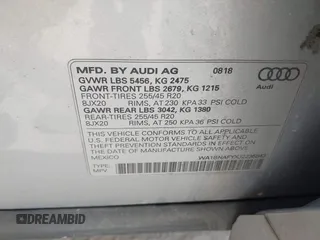 MFD. BY AUDI AG 0818
GVWR LBS 5456, KG 2475
GAWR FRONT LBS 2679, KG 1215
FRONT-TIRES 255/45 R20
8JX20 RIMS, AT 230 KPA 33 PSI COLD
GAWR REAR LBS 3042, KG 1380
REAR-TIRES 255/45 R20
8JX20 RIMS, AT 250 KPA 36 PSI COLD
THIS VEHICLE CONFORMS TO ALL
APPLICABLE FEDERAL MOTOR VEHICLE
SAFETY, BUMPER, AND
THEFT PREVENTION STANDARDS IN EFFECT
ON THE DATE OF MANUFACTURE
SHOWN ABOVE.
MEXICO
TYPE:
MPV
Audi
DEALERSHIP.CC